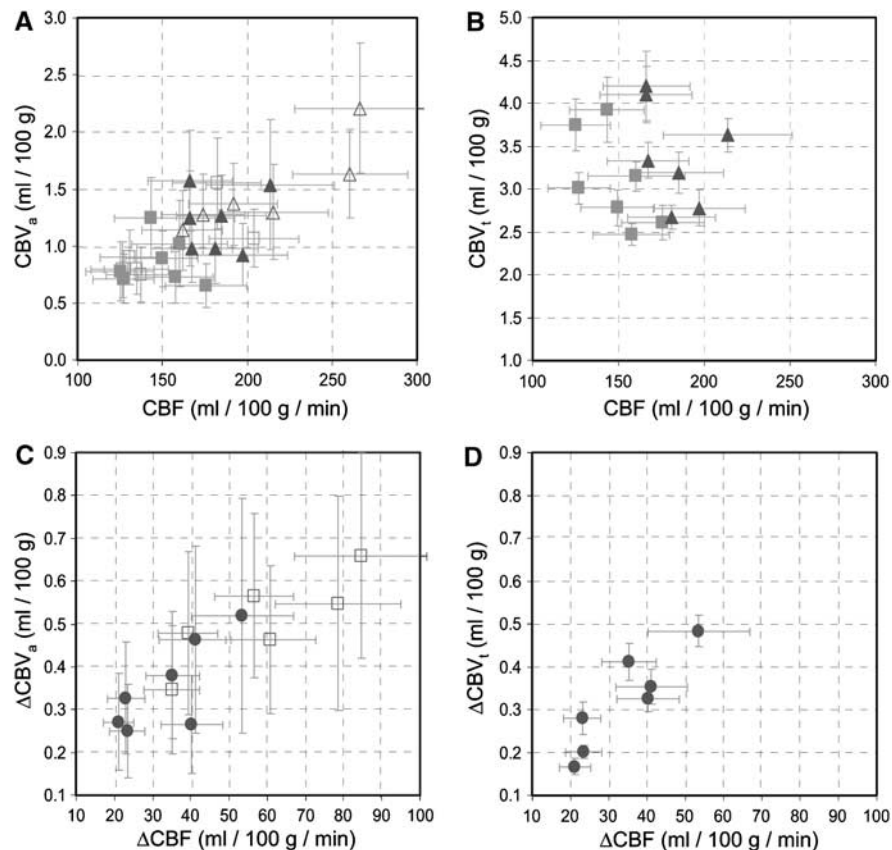 A
3.0
2.5
2.0
1.5
1.0
0.5
0.0
CBVa (ml / 100 g)
100 150 200 250 300
CBF (ml / 100 g / min)
B
5.0
4.5
4.0
3.5
3.0
2.5
2.0
1.5
1.0
CBVt (ml / 100 g)
100 150 200 250 300
CBF (ml / 100 g / min)
C
0.9
0.8
0.7
0.6
0.5
0.4
0.3
0.2
0.1
ΔCBVa (ml / 100 g)
10 20 30 40 50 60 70 80 90 100
ΔCBF (ml / 100 g / min)
D
0.9
0.8
0.7
0.6
0.5
0.4
0.3
0.2
0.1
ΔCBVt (ml / 100 g)
10 20 30 40 50 60 70 80 90 100
ΔCBF (ml / 100 g / min)